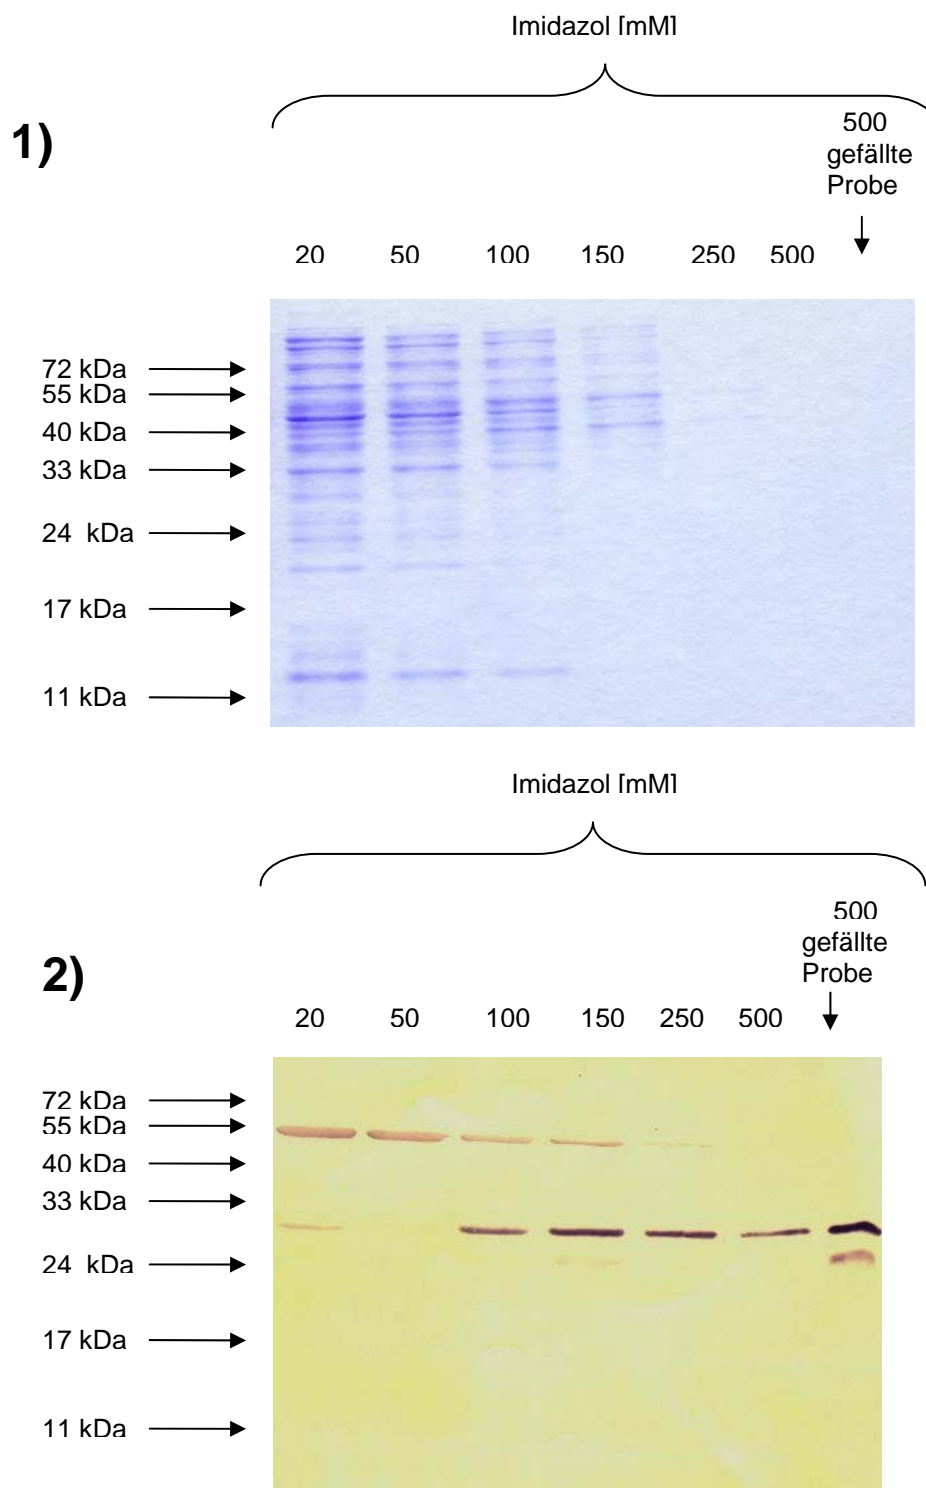 Imidazol [mM]
1)
500
gefällte
Probe
20 50 100 150 250 500
72 kDa
55 kDa
40 kDa
33 kDa
24 kDa
17 kDa
11 kDa
Imidazol [mM]
2)
500
gefällte
Probe
20 50 100 150 250 500
72 kDa
55 kDa
40 kDa
33 kDa
24 kDa
17 kDa
11 kDa